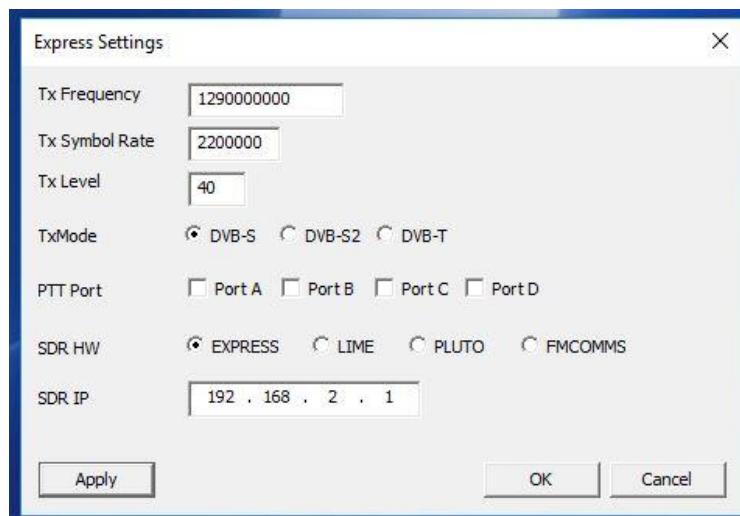 Express Settings
Tx Frequency 1290000000
Tx Symbol Rate 2200000
Tx Level 40
TxMode DVB-S DVB-S2 DVB-T
PTT Port Port A Port B Port C Port D
SDR HW EXPRESS LIME PLUTO FMCOMMS
SDR IP 192 . 168 . 2 . 1
Apply OK Cancel